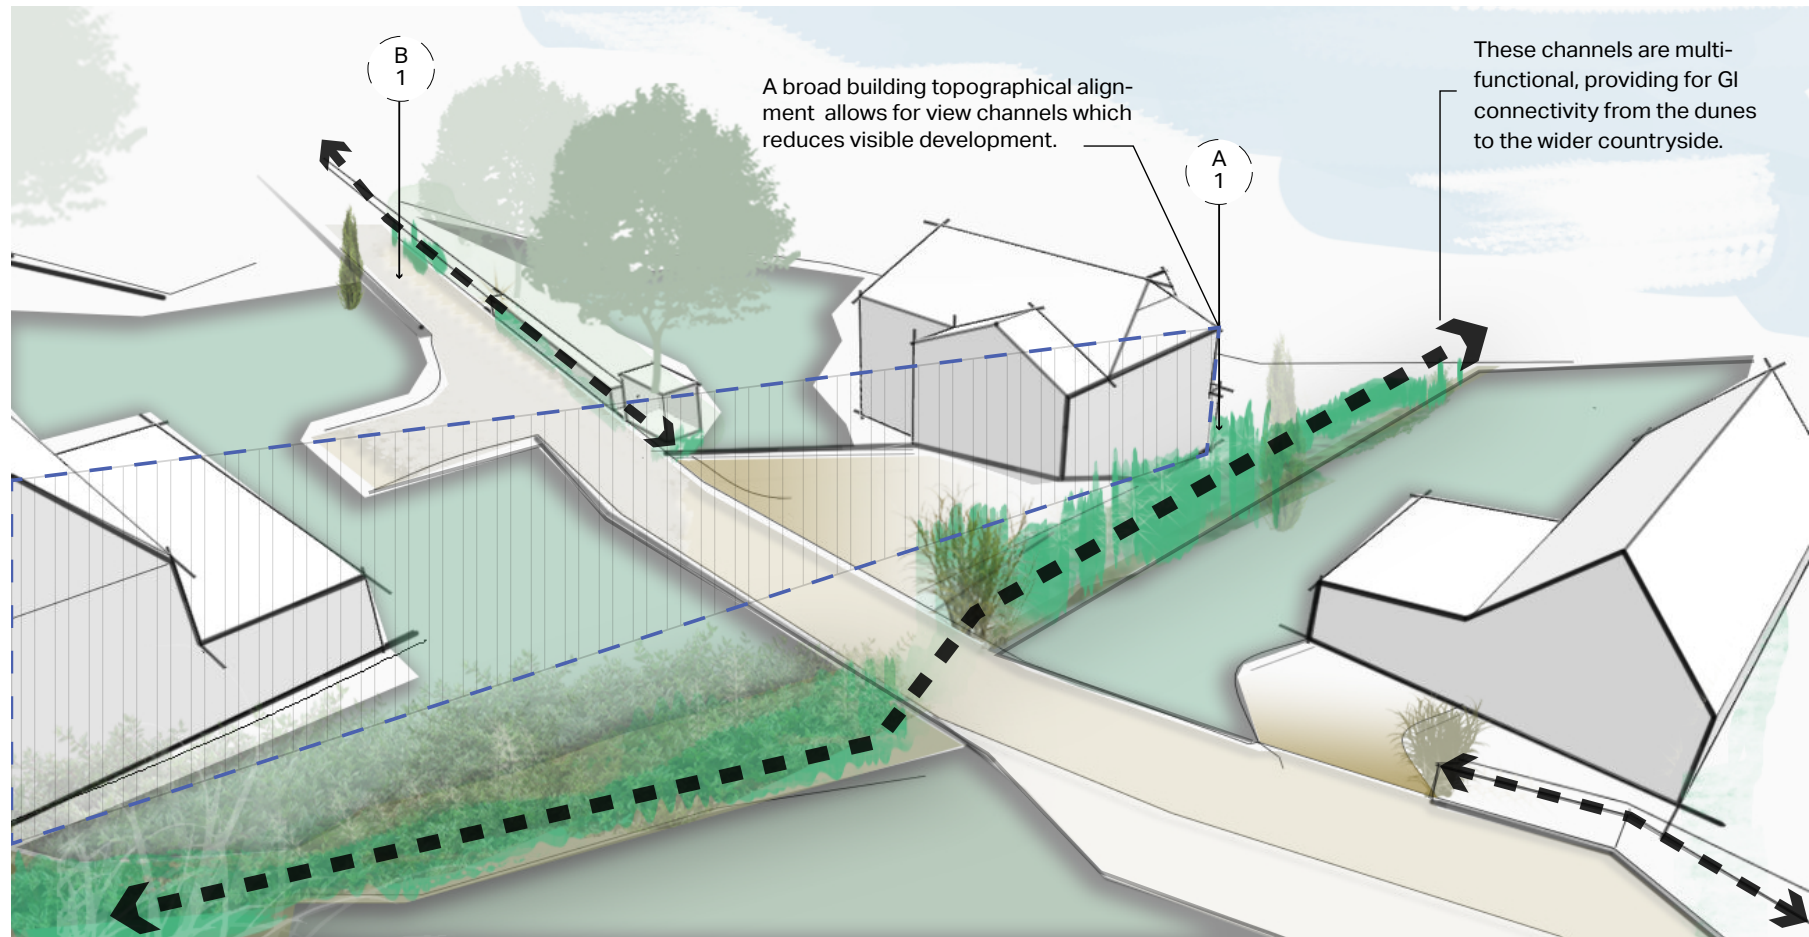 B
1
A broad building topographical align-
ment allows for view channels which
reduces visible development.
A
1
These channels are multi-
functional, providing for GI
connectivity from the dunes
to the wider countryside.